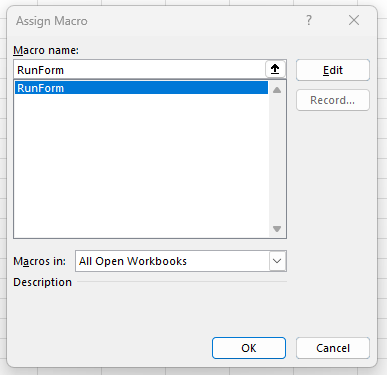 Assign Macro
?
Macro name:
RunForm
Edit
RunForm
Record...
Macros in:
All Open Workbooks
Description
OK
Cancel